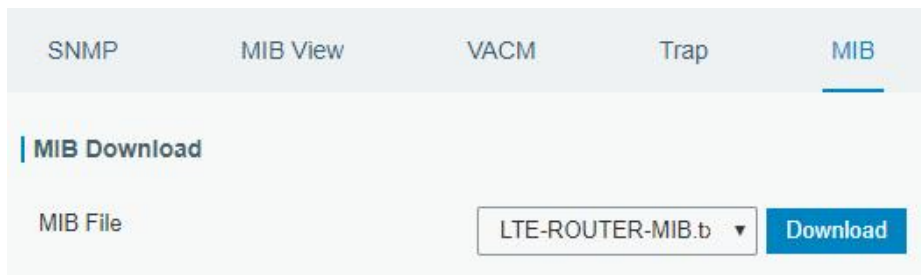 SNMP MIB View VACM Trap MIB
MIB Download
MIB File LTE-ROUTER-MIB.t Download